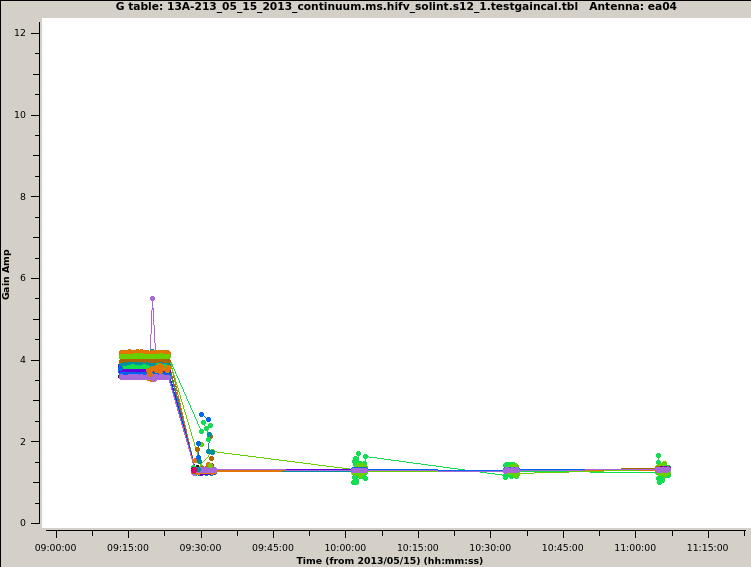 G table: 13A-213_05_15_2013_continuum.ms.hifv_solint.s12_1.testgaincal.tbl Antenna: ea04
12
10
8
6
4
2
0
Gain Amp
09:00:00 09:15:00 09:30:00 09:45:00 10:00:00 10:15:00 10:30:00 10:45:00 11:00:00 11:15:00
Time (from 2013/05/15) (hh:mm:ss)